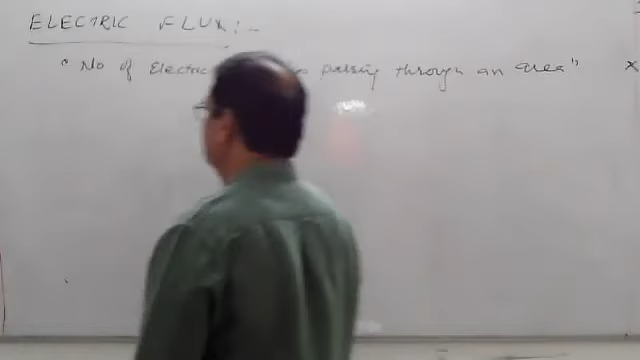 ELECTRIC FLUX:-
" No of Electric passing through an area" x